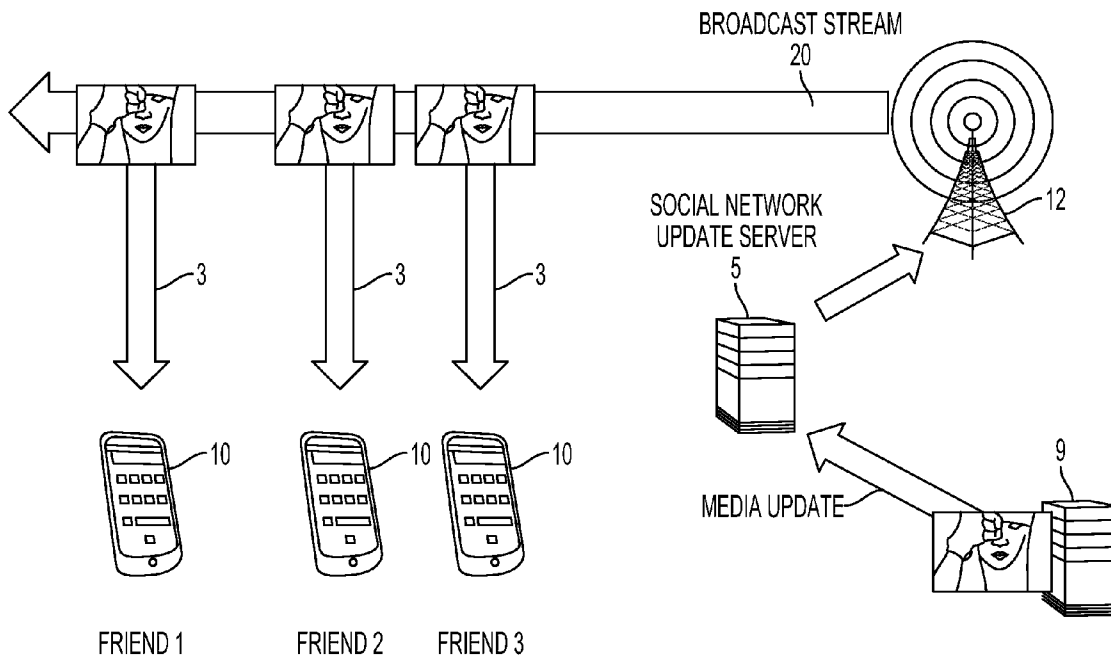 BROADCAST STREAM
20
12
SOCIAL NETWORK
UPDATE SERVER
5
3
3
3
10
10
10
9
MEDIA UPDATE
FRIEND 1
FRIEND 2
FRIEND 3